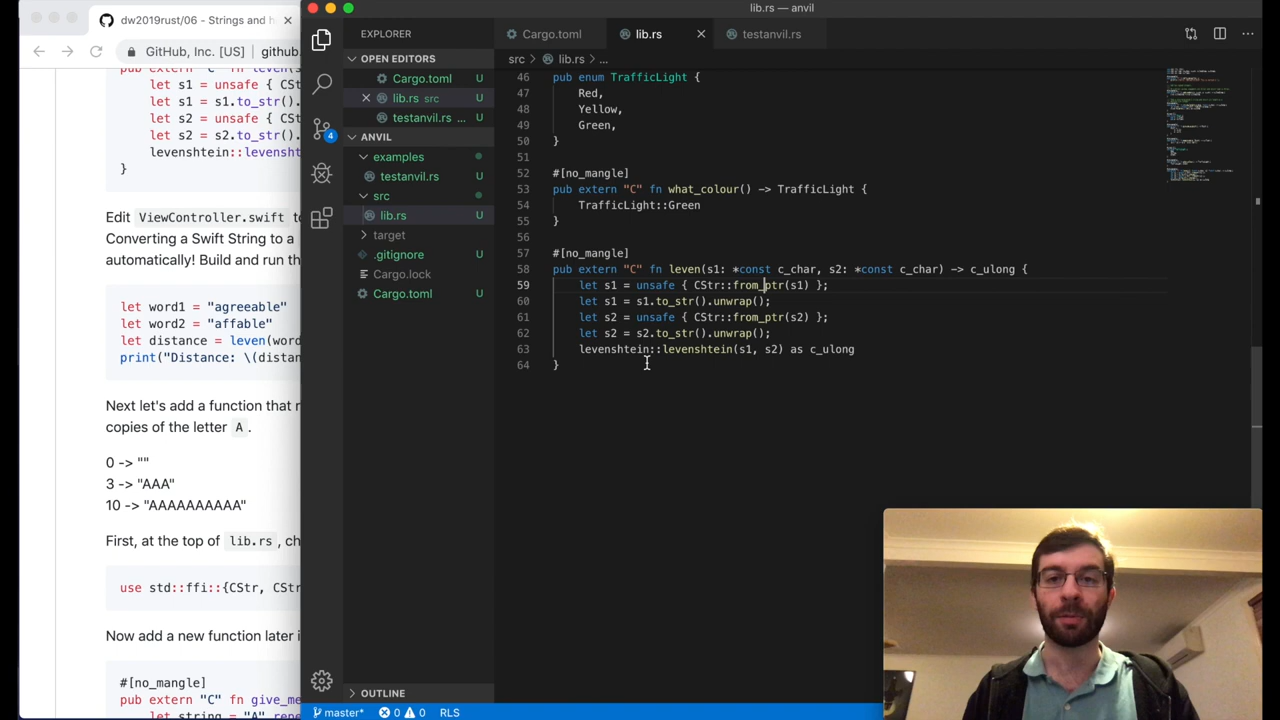 lib.rs — anvil
dw2019rust/06 - Strings and h
GitHub, Inc. [US] github.
pub extern "C" fn leven(s
let s1 = unsafe { CSt
let s1 = s1.to_str().
let s2 = unsafe { CSt
let s2 = s2.to_str().
levenshtein::levensht
}
Edit ViewController.swift to
Converting a Swift String to a
automatically! Build and run th
let word1 = "agreeable"
let word2 = "affable"
let distance = leven(word
print("Distance: \(distan
Next let's add a function that r
copies of the letter A .
0 -> ""
3 -> "AAA"
10 -> "AAAAAAAAAA"
First, at the top of lib.rs , ch
use std::ffi::{CStr, CStr
Now add a new function later i
#[no_mangle]
pub extern "C" fn give_me
let string = "A".repe
4
EXPLORER
OPEN EDITORS
Cargo.toml U
lib.rs src U
testanvil.rs ... U
ANVIL
examples
testanvil.rs U
src
lib.rs U
target
.gitignore U
Cargo.lock
Cargo.toml U
OUTLINE
Cargo.toml lib.rs testanvil.rs
src > lib.rs > ...
46 pub enum TrafficLight {
47 Red,
48 Yellow,
49 Green,
50 }
51
52 #[no_mangle]
53 pub extern "C" fn what_colour() -> TrafficLight {
54 TrafficLight::Green
55 }
56
57 #[no_mangle]
58 pub extern "C" fn leven(s1: *const c_char, s2: *const c_char) -> c_ulong {
59 let s1 = unsafe { CStr::from_ptr(s1) };
60 let s1 = s1.to_str().unwrap();
61 let s2 = unsafe { CStr::from_ptr(s2) };
62 let s2 = s2.to_str().unwrap();
63 levenshtein::levenshtein(s1, s2) as c_ulong
64 }
master* 0 0 RLS